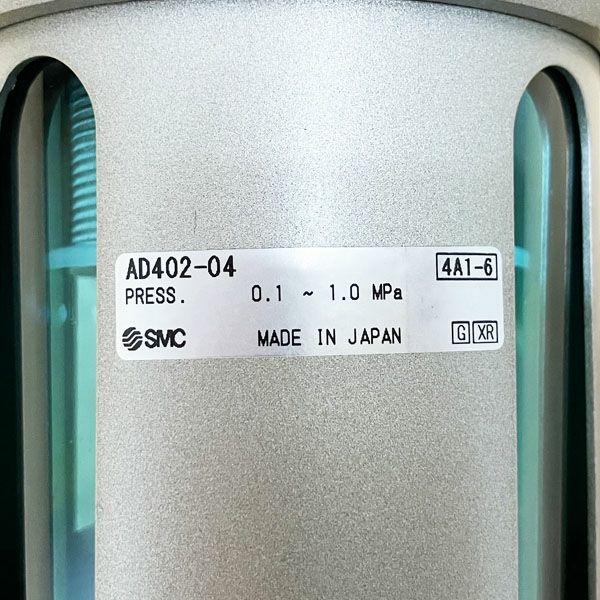 AD402-04 4A1-6
PRESS. 0.1 ~ 1.0 MPa
SMC MADE IN JAPAN G XR